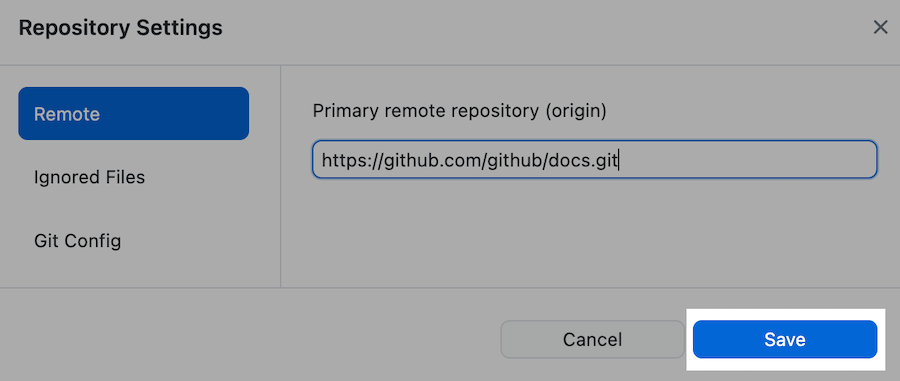 Repository Settings
Remote
Ignored Files
Git Config
Primary remote repository (origin)
https://github.com/github/docs.git
Cancel
Save